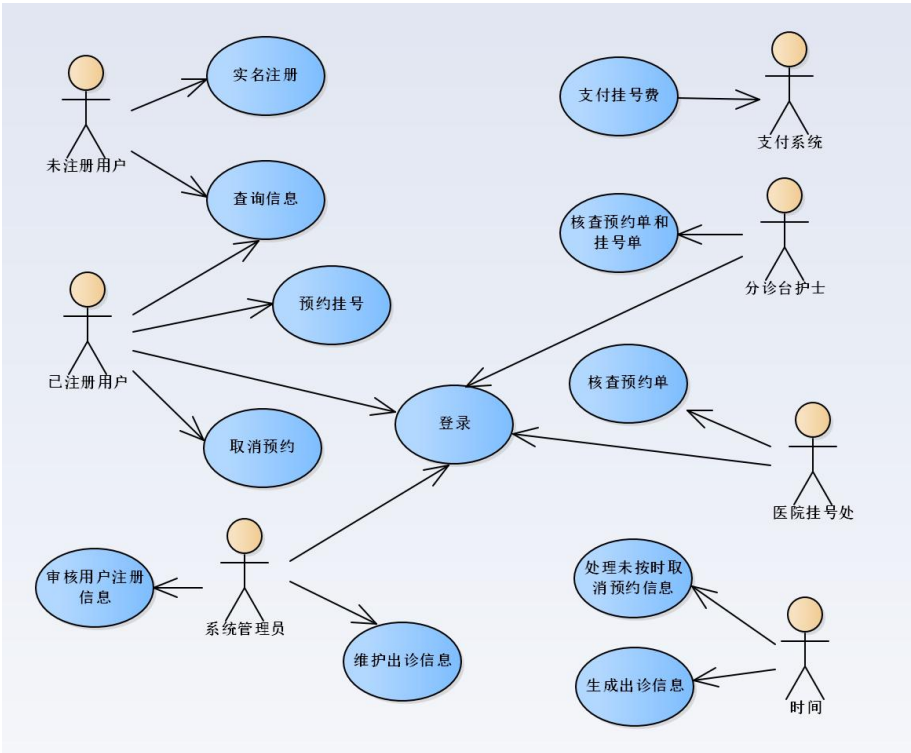 实名注册
支付挂号费
支付系统
未注册用户
查询信息
核查预约单和
挂号单
分诊台护士
预约挂号
已注册用户
核查预约单
登录
取消预约
医院挂号处
审核用户注册
信息
系统管理员
处理未按时取
消预约信息
维护出诊信息
生成出诊信息
时间